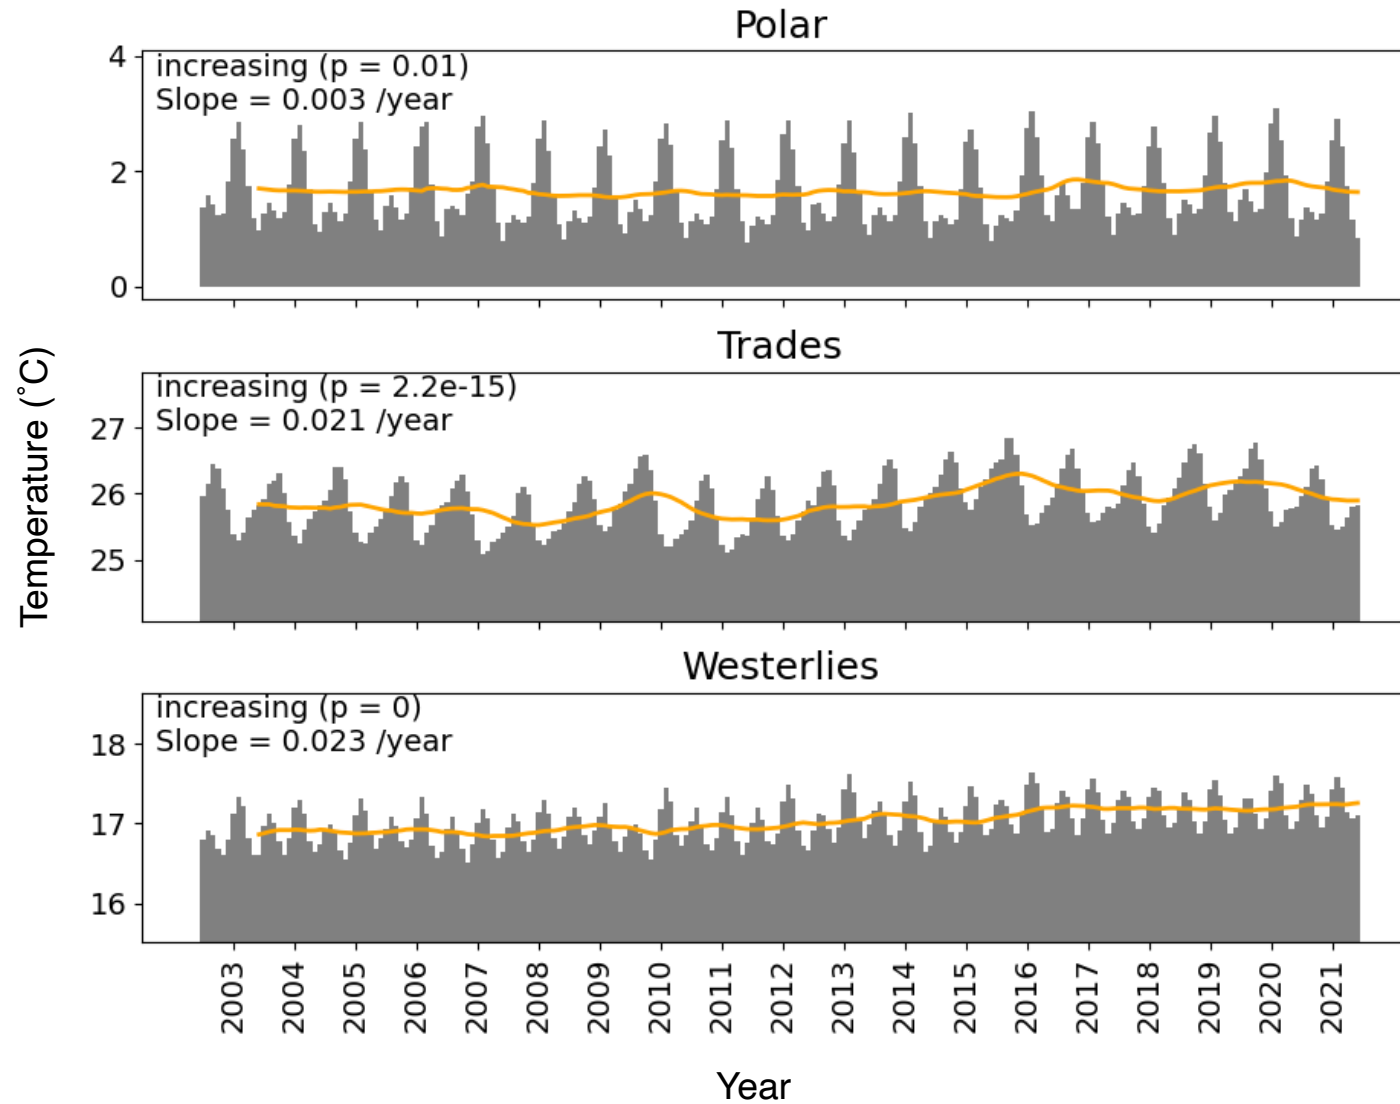 Polar
increasing (p = 0.01)
Slope = 0.003 /year
4
2
0
Trades
increasing (p = 2.2e-15)
Slope = 0.021 /year
27
26
25
Temperature (˚C)
Westerlies
increasing (p = 0)
Slope = 0.023 /year
18
17
16
2003 2004 2005 2006 2007 2008 2009 2010 2011 2012 2013 2014 2015 2016 2017 2018 2019 2020 2021
Year